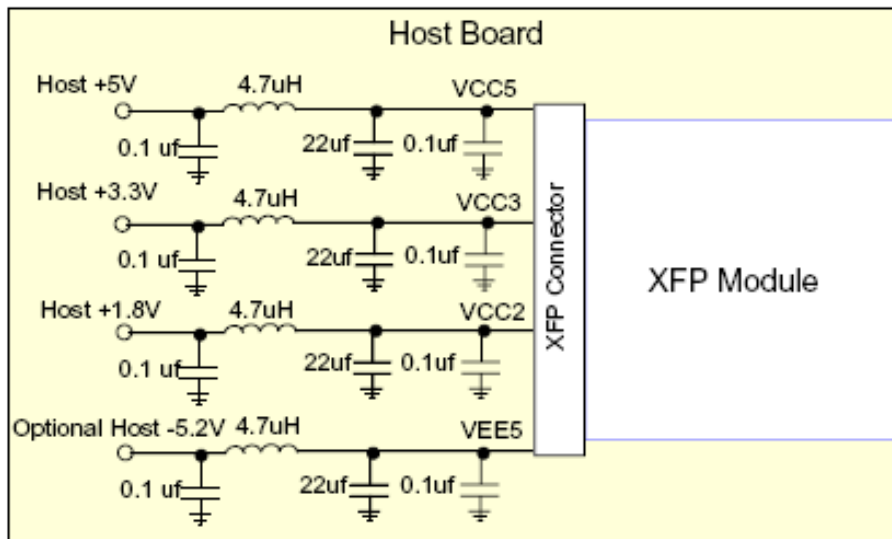 Host Board
Host +5V
4.7uH
VCC5
0.1 uf
22uf
0.1uf
Host +3.3V
4.7uH
VCC3
0.1 uf
22uf
0.1uf
Host +1.8V
4.7uH
VCC2
0.1 uf
22uf
0.1uf
Optional Host -5.2V
4.7uH
VEE5
0.1 uf
22uf
0.1uf
XFP Connector
XFP Module